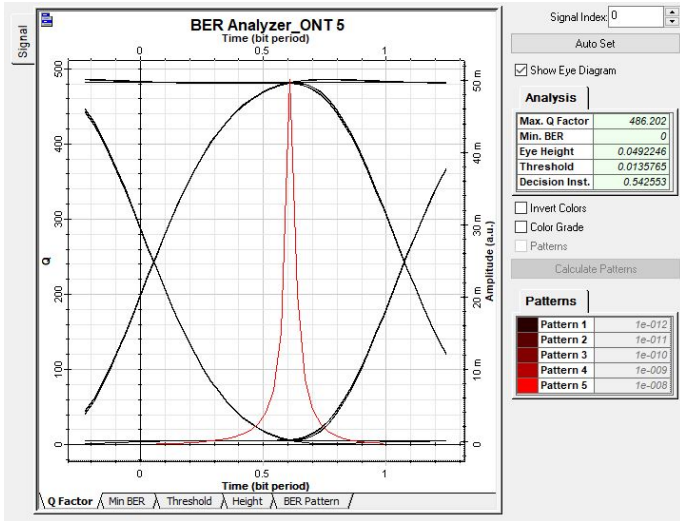 Signal
BER Analyzer_ONT 5
Time (bit period)
0 0.5 1
500
400
300
200
100
0
Q
50 m
40 m
30 m
20 m
10 m
0
Amplitude (a.u.)
0 0.5 1
Time (bit period)
Q Factor Min BER Threshold Height BER Pattern
Signal Index: 0
Auto Set
Show Eye Diagram
Analysis
Max. Q Factor 486.202
Min. BER 0
Eye Height 0.0492246
Threshold 0.0135765
Decision Inst. 0.542553
Invert Colors
Color Grade
Patterns
Calculate Patterns
Patterns
Pattern 1 1e-012
Pattern 2 1e-011
Pattern 3 1e-010
Pattern 4 1e-009
Pattern 5 1e-008